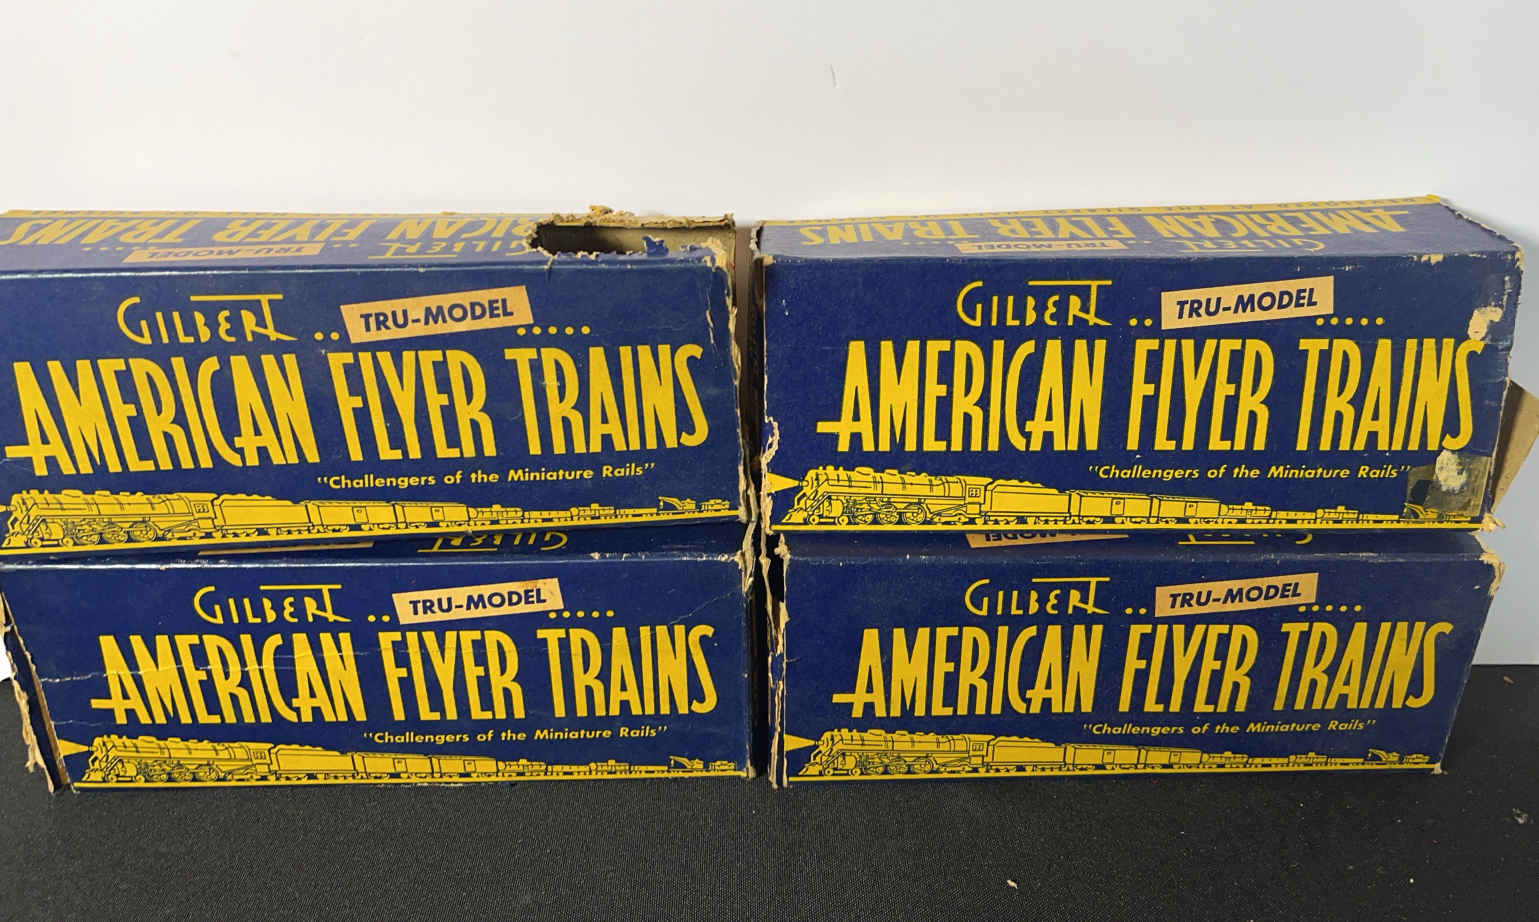 AMERICAN FLYER TRAINS
GILBERT
TRU-MODEL
GILBERT .. TRU-MODEL .....
AMERICAN FLYER TRAINS
"Challengers of the Miniature Rails"
AMERICAN FLYER TRAINS
GILBERT
TRU-MODEL
GILBERT .. TRU-MODEL .....
AMERICAN FLYER TRAINS
"Challengers of the Miniature Rails"
GILBERT
GILBERT .. TRU-MODEL .....
AMERICAN FLYER TRAINS
"Challengers of the Miniature Rails"
GILBERT
TRU-MODEL
GILBERT .. TRU-MODEL .....
AMERICAN FLYER TRAINS
"Challengers of the Miniature Rails"